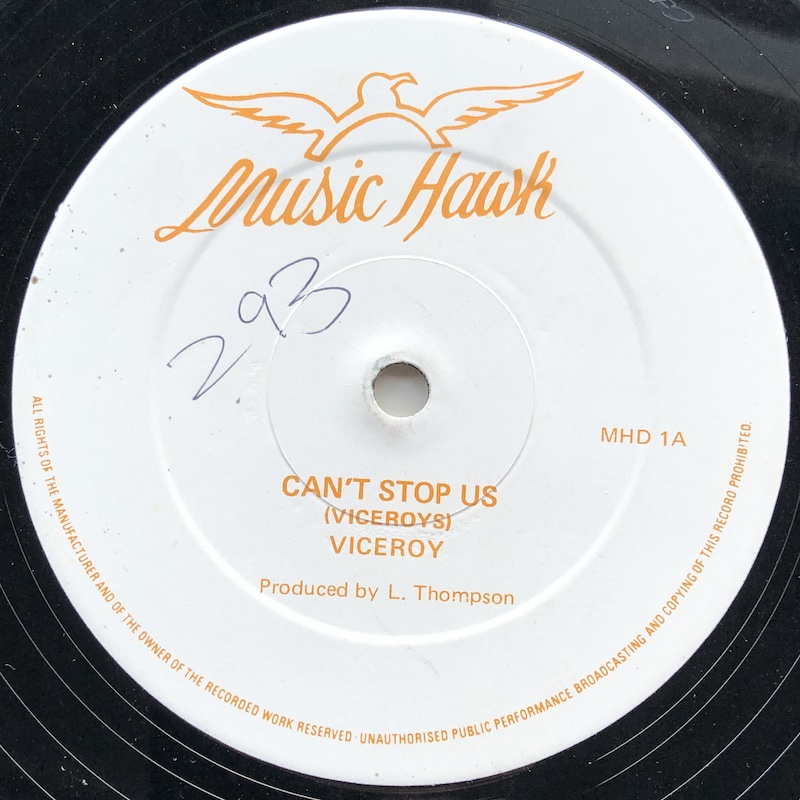 Music Hawk
293
MHD 1A
CAN'T STOP US
(VICEROYS)
VICEROY
Produced by L. Thompson
ALL RIGHTS OF THE MANUFACTURER AND OF THE OWNER OF THE RECORDED WORK RESERVED · UNAUTHORISED PUBLIC PERFORMANCE BROADCASTING AND COPYING OF THIS RECORD PROHIBITED.